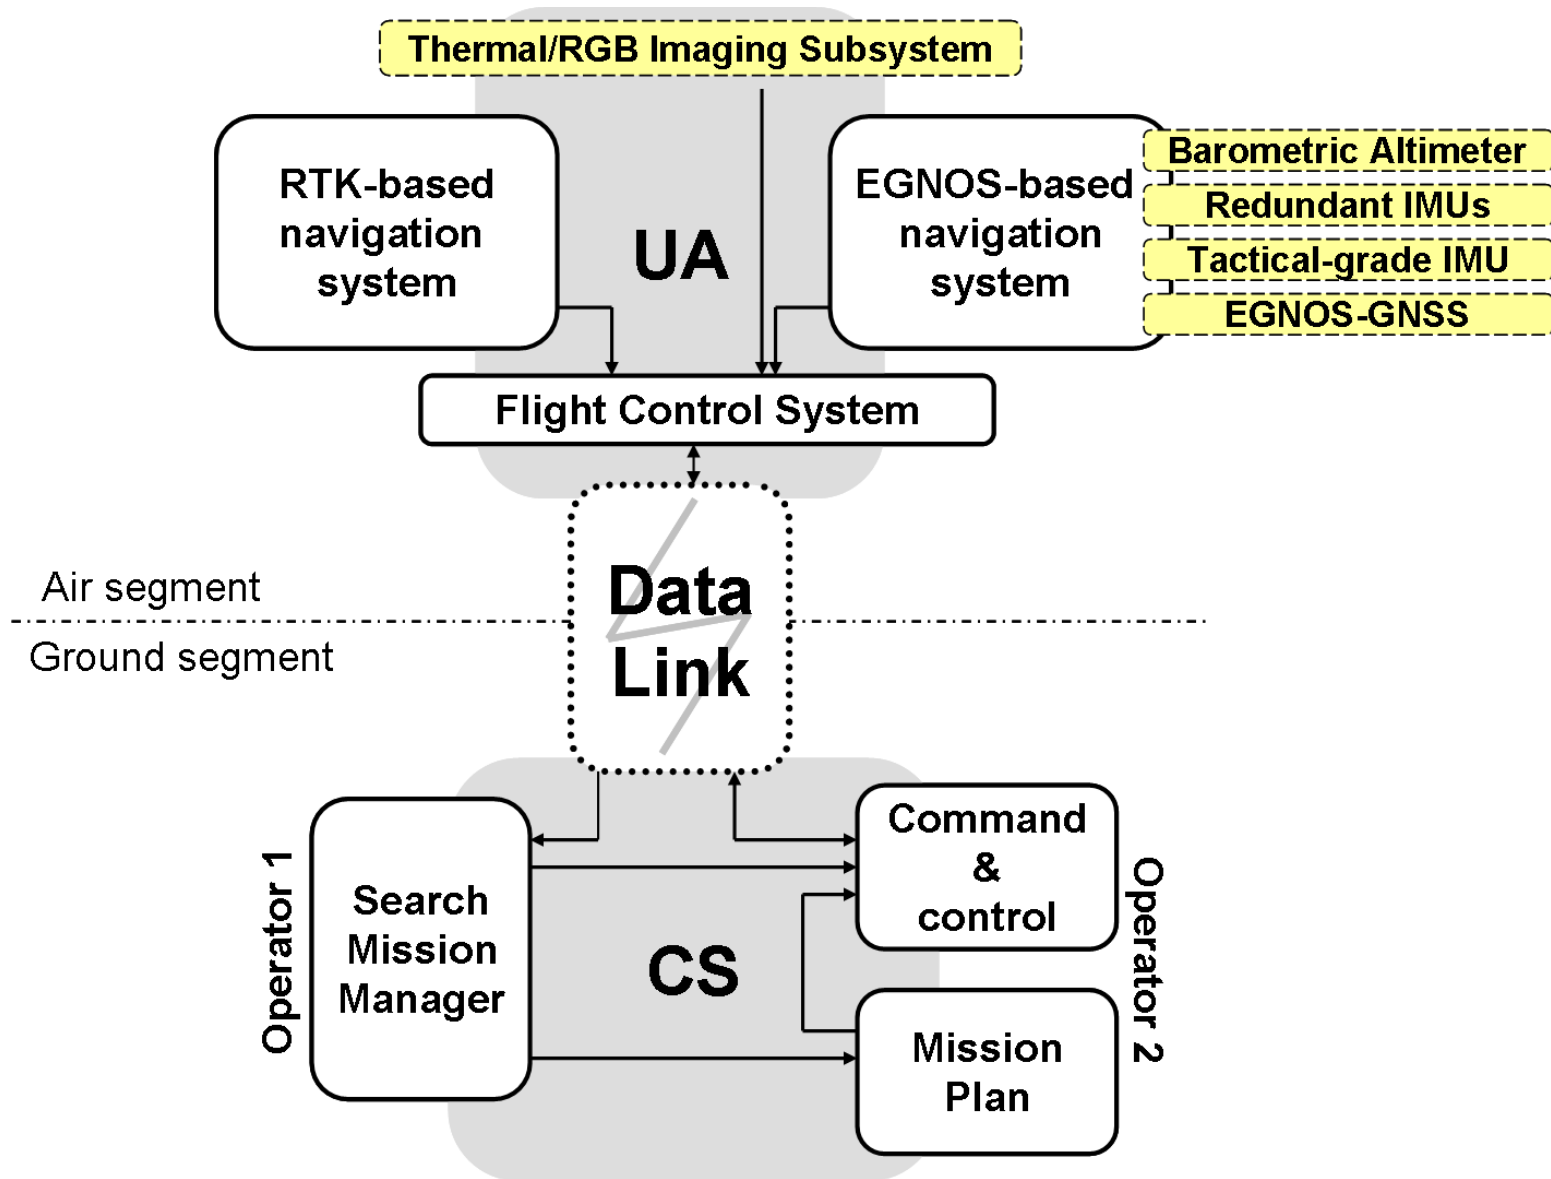 Thermal/RGB Imaging Subsystem
RTK-based
navigation
system
UA
EGNOS-based
navigation
system
Barometric Altimeter
Redundant IMUs
Tactical-grade IMU
EGNOS-GNSS
Flight Control System
Air segment
Ground segment
Data
Link
Operator 1
Search
Mission
Manager
CS
Command
&
control
Mission
Plan
Operator 2